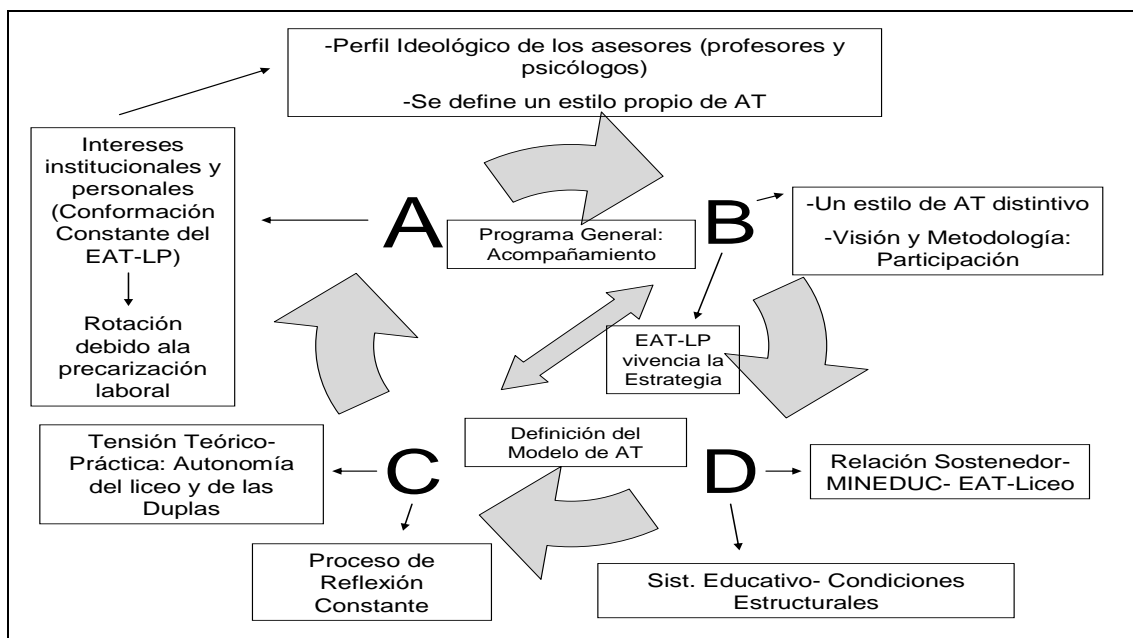 -Perfil Ideológico de los asesores (profesores y
psicólogos)
-Se define un estilo propio de AT
Intereses
institucionales y
personales
(Conformación
Constante del
EAT-LP)
Rotación
debido ala
precarización
laboral
A
Programa General:
Acompañamiento
B
-Un estilo de AT distintivo
-Visión y Metodología:
Participación
EAT-LP
vivencia la
Estrategia
Tensión Teórico-
Práctica: Autonomía
del liceo y de las
Duplas
C
Definición del
Modelo de AT
D
Relación Sostenedor-
MINEDUC- EAT-Liceo
Proceso de
Reflexión
Constante
Sist. Educativo- Condiciones
Estructurales